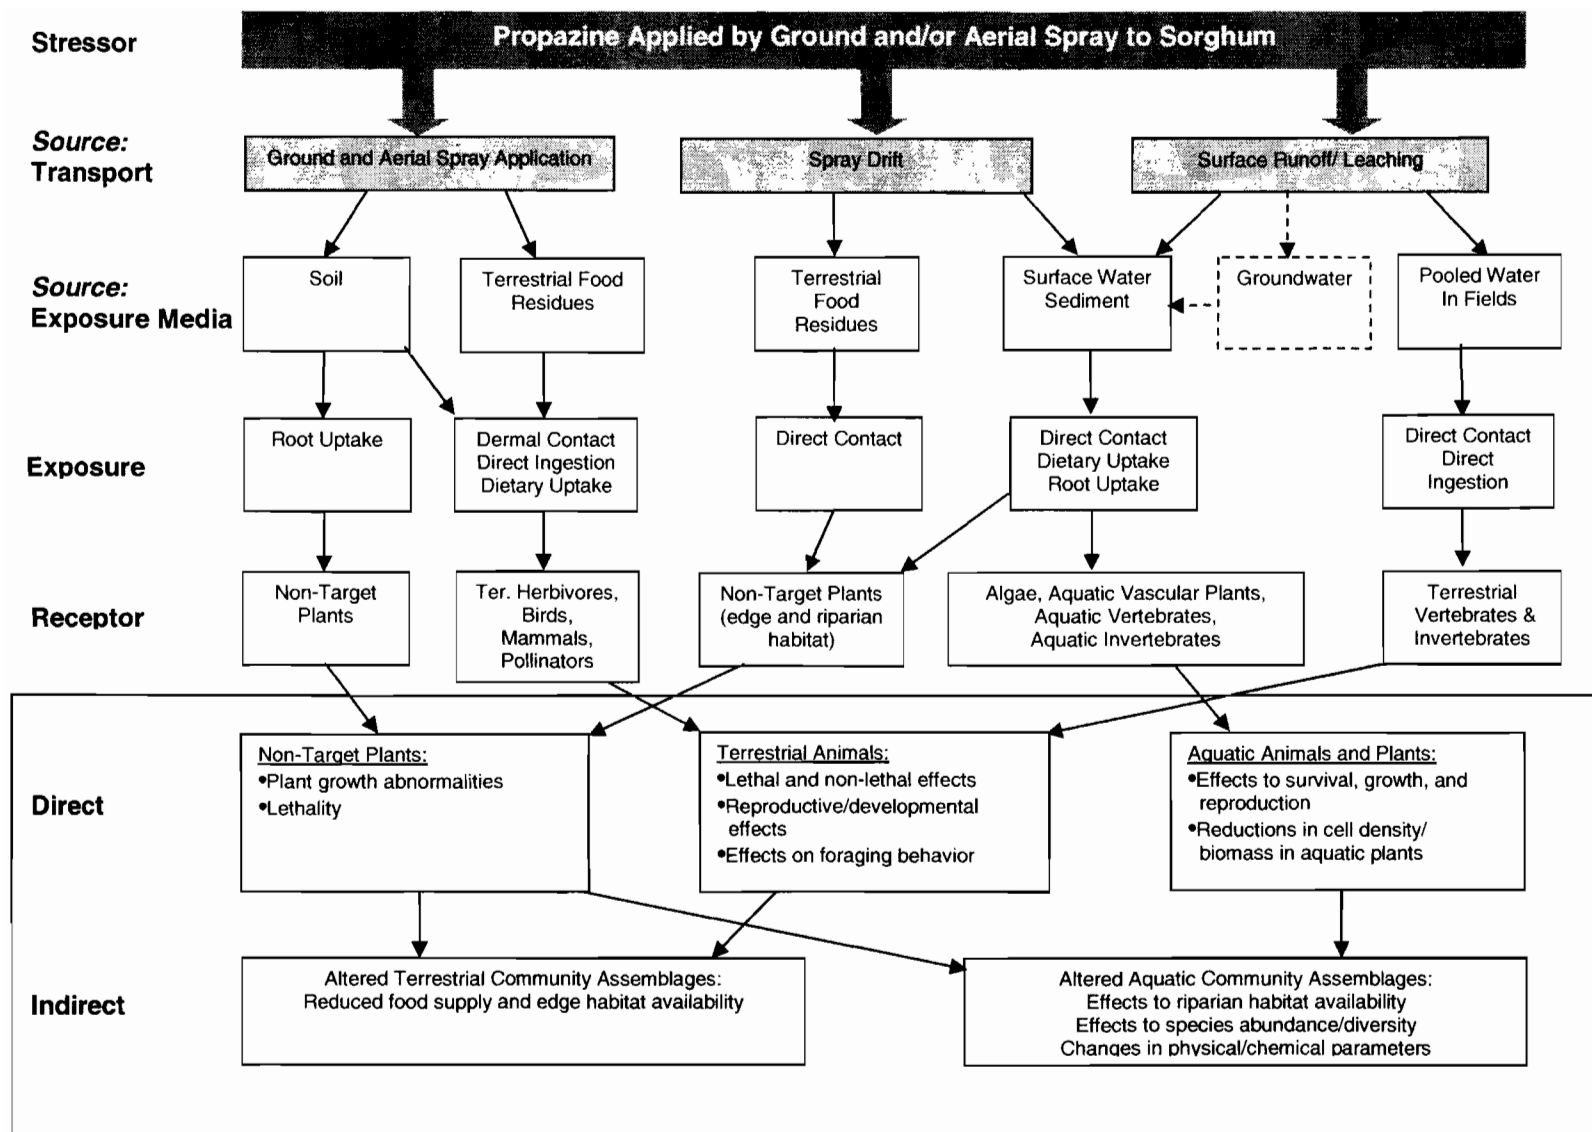 Stressor
Propazine Applied by Ground and/or Aerial Spray to Sorghum
Source:
Transport
Ground and Aerial Spray Application
Spray Drift
Surface Runoff/ Leaching
Source:
Exposure Media
Soil
Terrestrial Food
Residues
Terrestrial
Food
Residues
Surface Water
Sediment
Groundwater
Pooled Water
In Fields
Exposure
Root Uptake
Dermal Contact
Direct Ingestion
Dietary Uptake
Direct Contact
Direct Contact
Dietary Uptake
Root Uptake
Direct Contact
Direct
Ingestion
Receptor
Non-Target
Plants
Ter. Herbivores,
Birds,
Mammals,
Pollinators
Non-Target Plants
(edge and riparian
habitat)
Algae, Aquatic Vascular Plants,
Aquatic Vertebrates,
Aquatic Invertebrates
Terrestrial
Vertebrates &
Invertebrates
Direct
Non-Target Plants:
•Plant growth abnormalities
•Lethality
Terrestrial Animals:
•Lethal and non-lethal effects
•Reproductive/developmental
effects
•Effects on foraging behavior
Aquatic Animals and Plants:
•Effects to survival, growth, and
reproduction
•Reductions in cell density/
biomass in aquatic plants
Indirect
Altered Terrestrial Community Assemblages:
Reduced food supply and edge habitat availability
Altered Aquatic Community Assemblages:
Effects to riparian habitat availability
Effects to species abundance/diversity
Changes in physical/chemical parameters